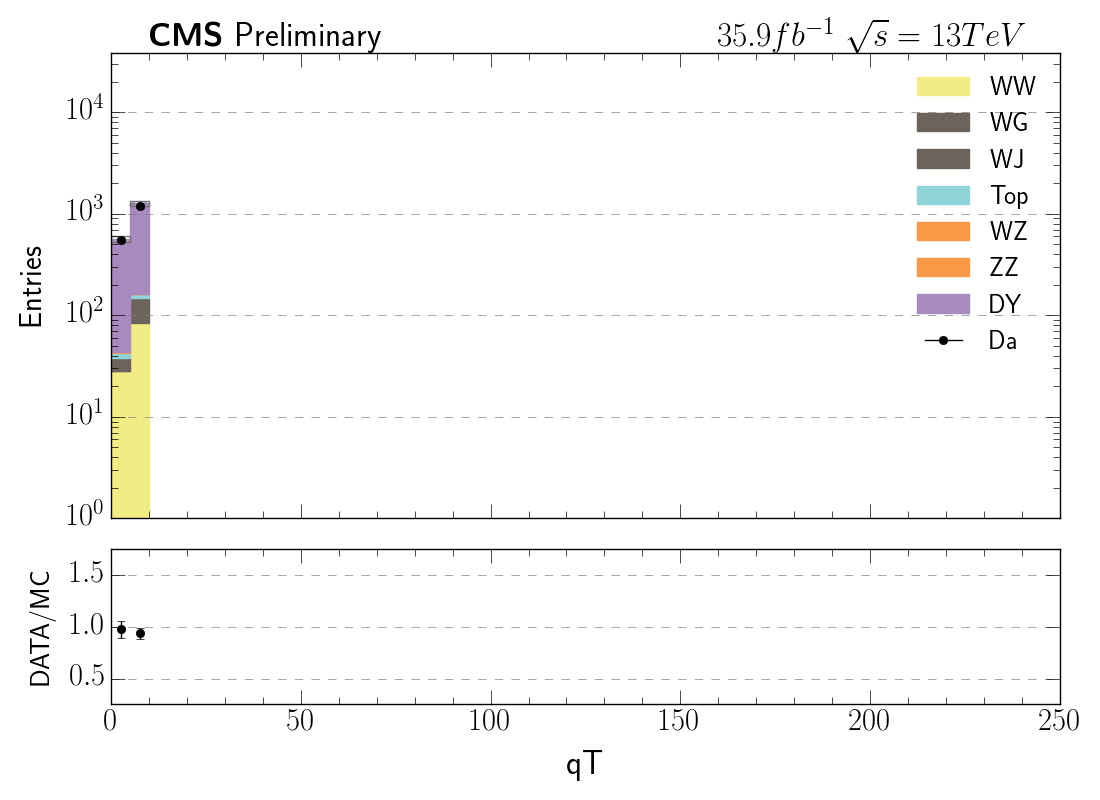 CMS Preliminary 35.9fb⁻¹ √s = 13TeV
Entries
10⁴
10³
10²
10¹
10⁰
WW
WG
WJ
Top
WZ
ZZ
DY
Da
DATA/MC
1.5
1.0
0.5
0 50 100 150 200 250
qT